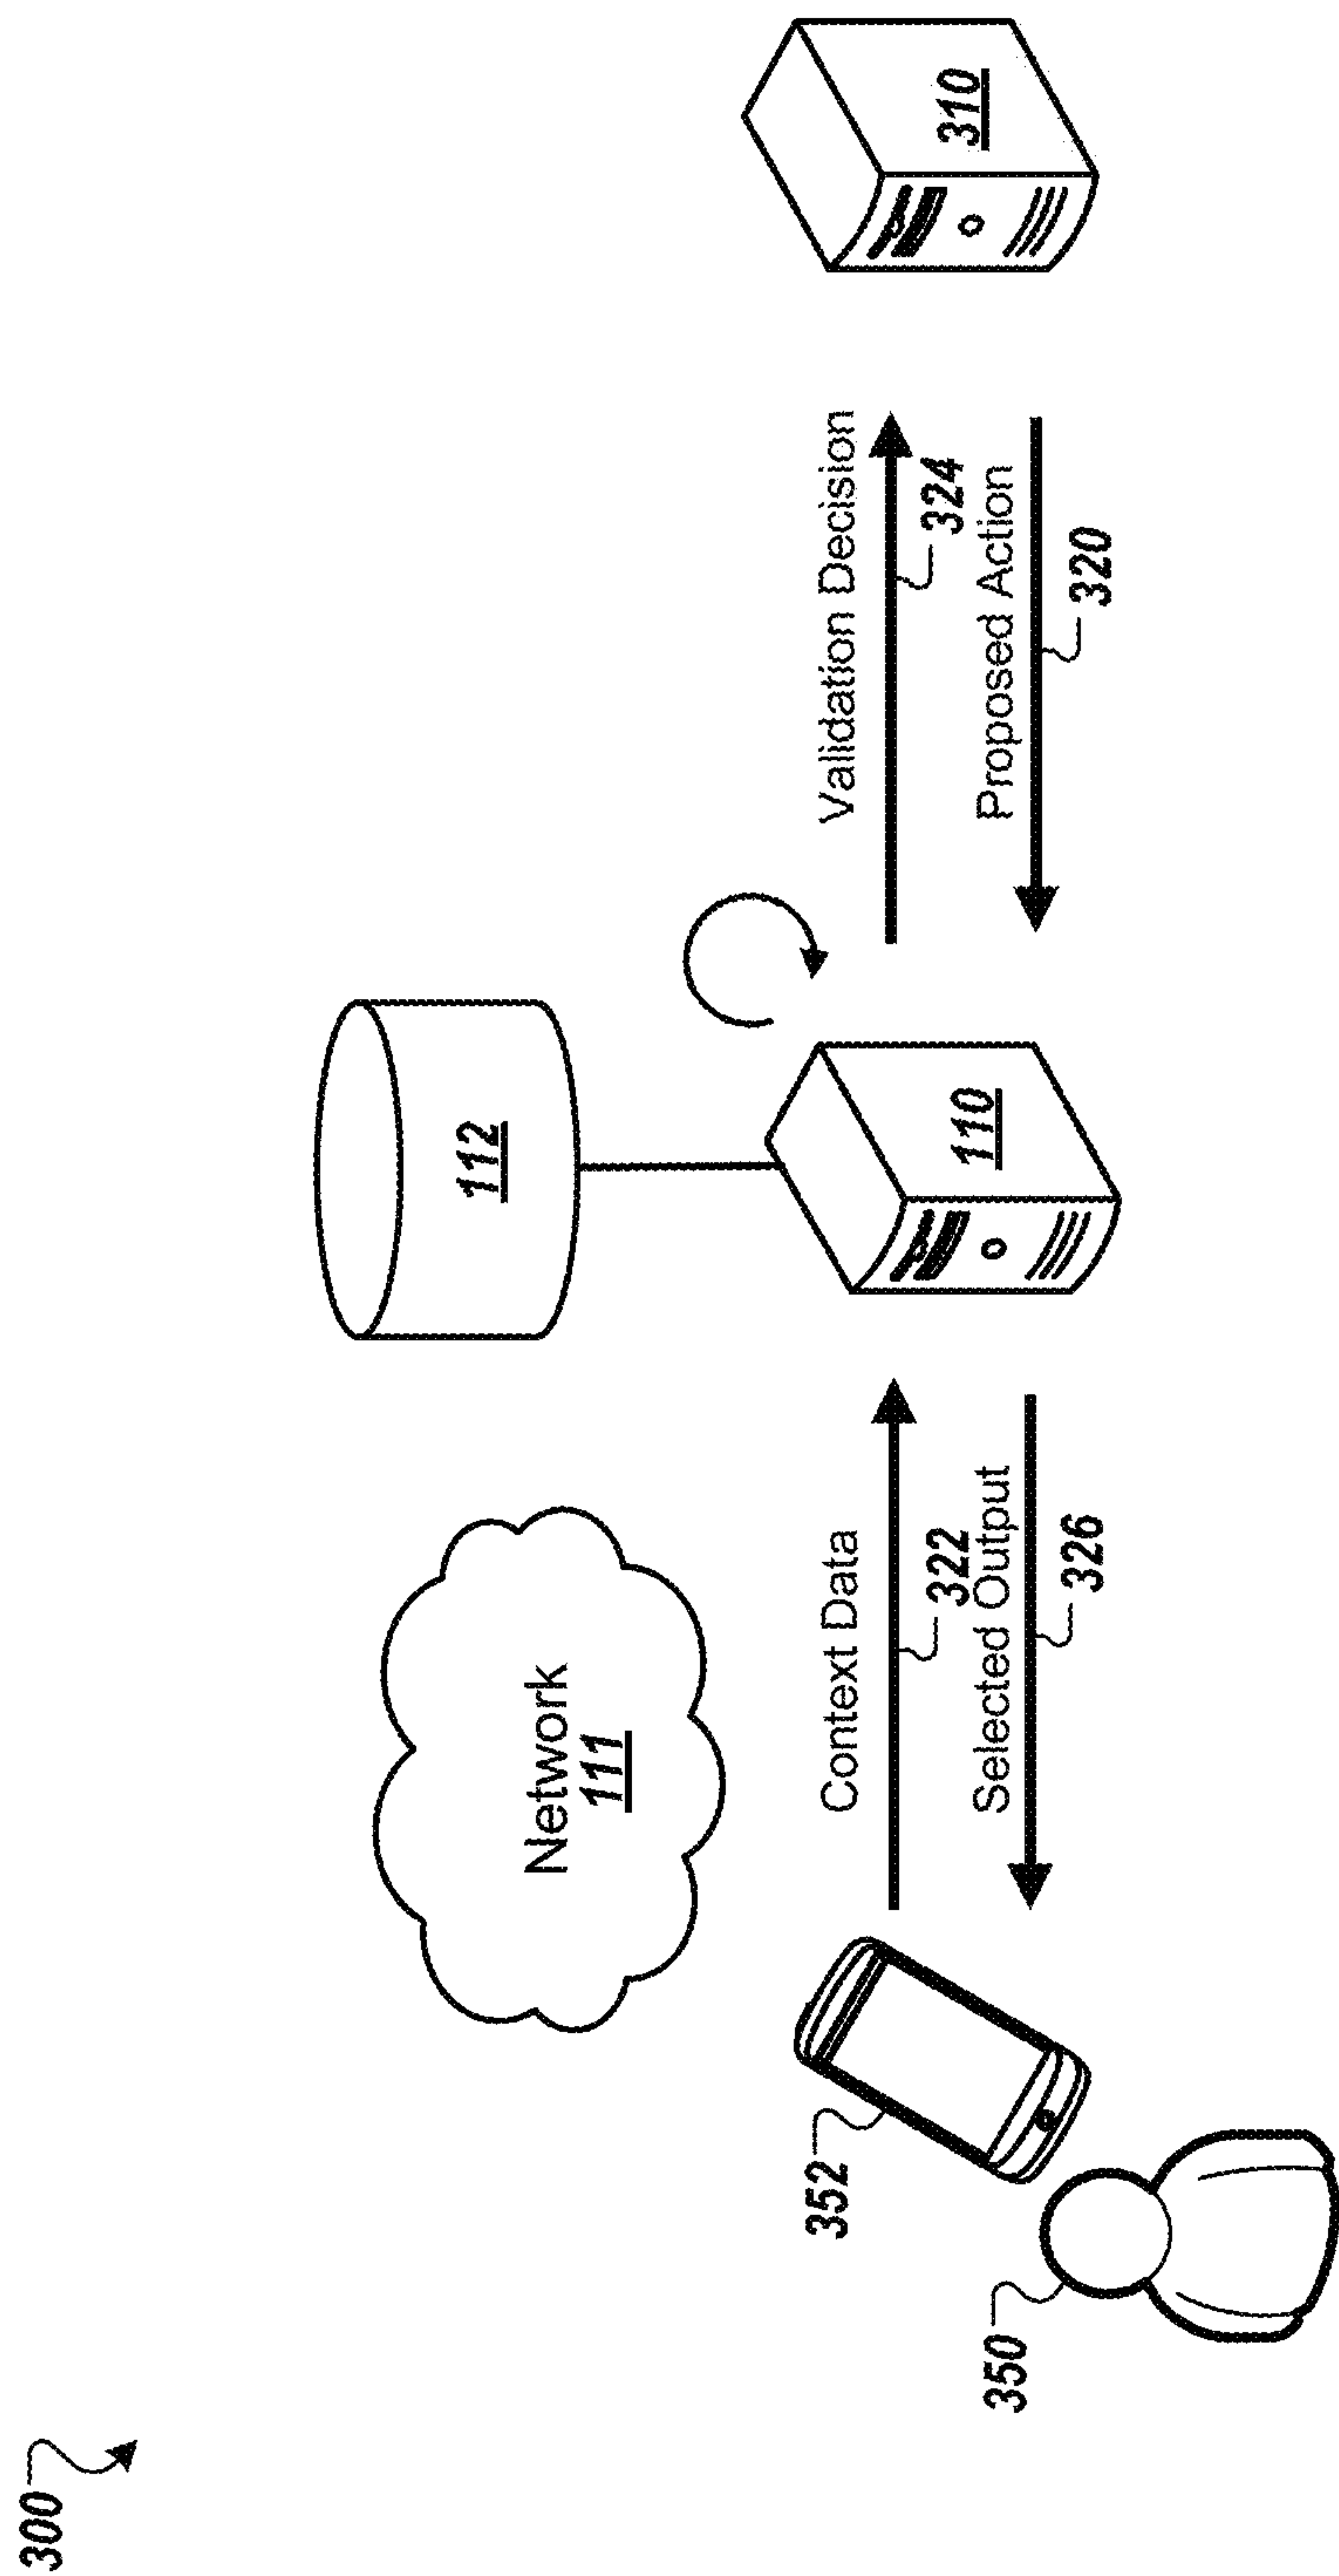 300
112
Network
111
310
110
Validation Decision
324
Proposed Action
320
Context Data
322
Selected Output
326
352
350